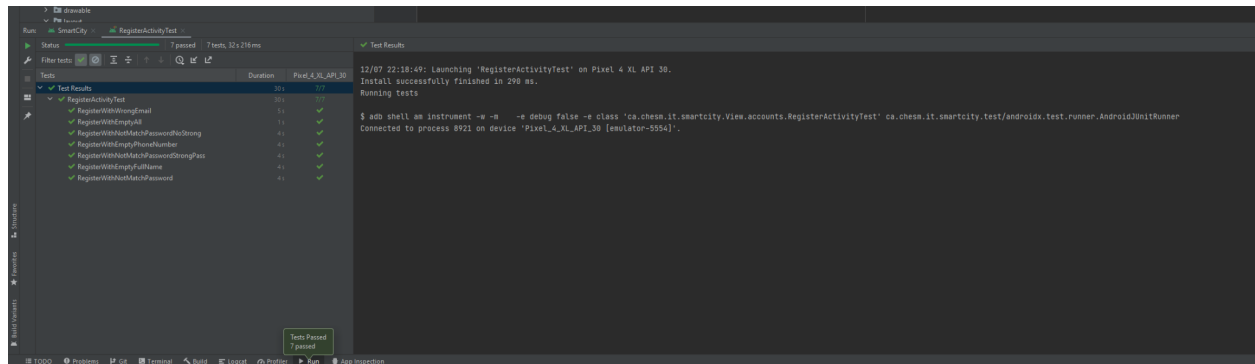 drawable
layout
Run: SmartCity × RegisterActivityTest ×
Status 7 passed 7 tests, 32 s 216 ms
Filter tests:
Tests Duration Pixel_4_XL_API_30
Test Results 30 s 7/7
RegisterActivityTest 30 s 7/7
RegisterWithWrongEmail 5 s
RegisterWithEmptyAll 1 s
RegisterWithNotMatchPasswordNoStrong 4 s
RegisterWithEmptyPhoneNumber 4 s
RegisterWithNotMatchPasswordStrongPass 4 s
RegisterWithEmptyFullName 4 s
RegisterWithNotMatchPassword 4 s
Test Results
12/07 22:18:49: Launching 'RegisterActivityTest' on Pixel 4 XL API 30.
Install successfully finished in 290 ms.
Running tests
$ adb shell am instrument -w -m    -e debug false -e class 'ca.chesm.it.smartcity.View.accounts.RegisterActivityTest' ca.chesm.it.smartcity.test/androidx.test.runner.AndroidJUnitRunner
Connected to process 8921 on device 'Pixel_4_XL_API_30 [emulator-5554]'.
Structure
Favorites
Build Variants
Tests Passed
7 passed
TODO Problems Git Terminal Build Logcat Profiler Run App Inspection